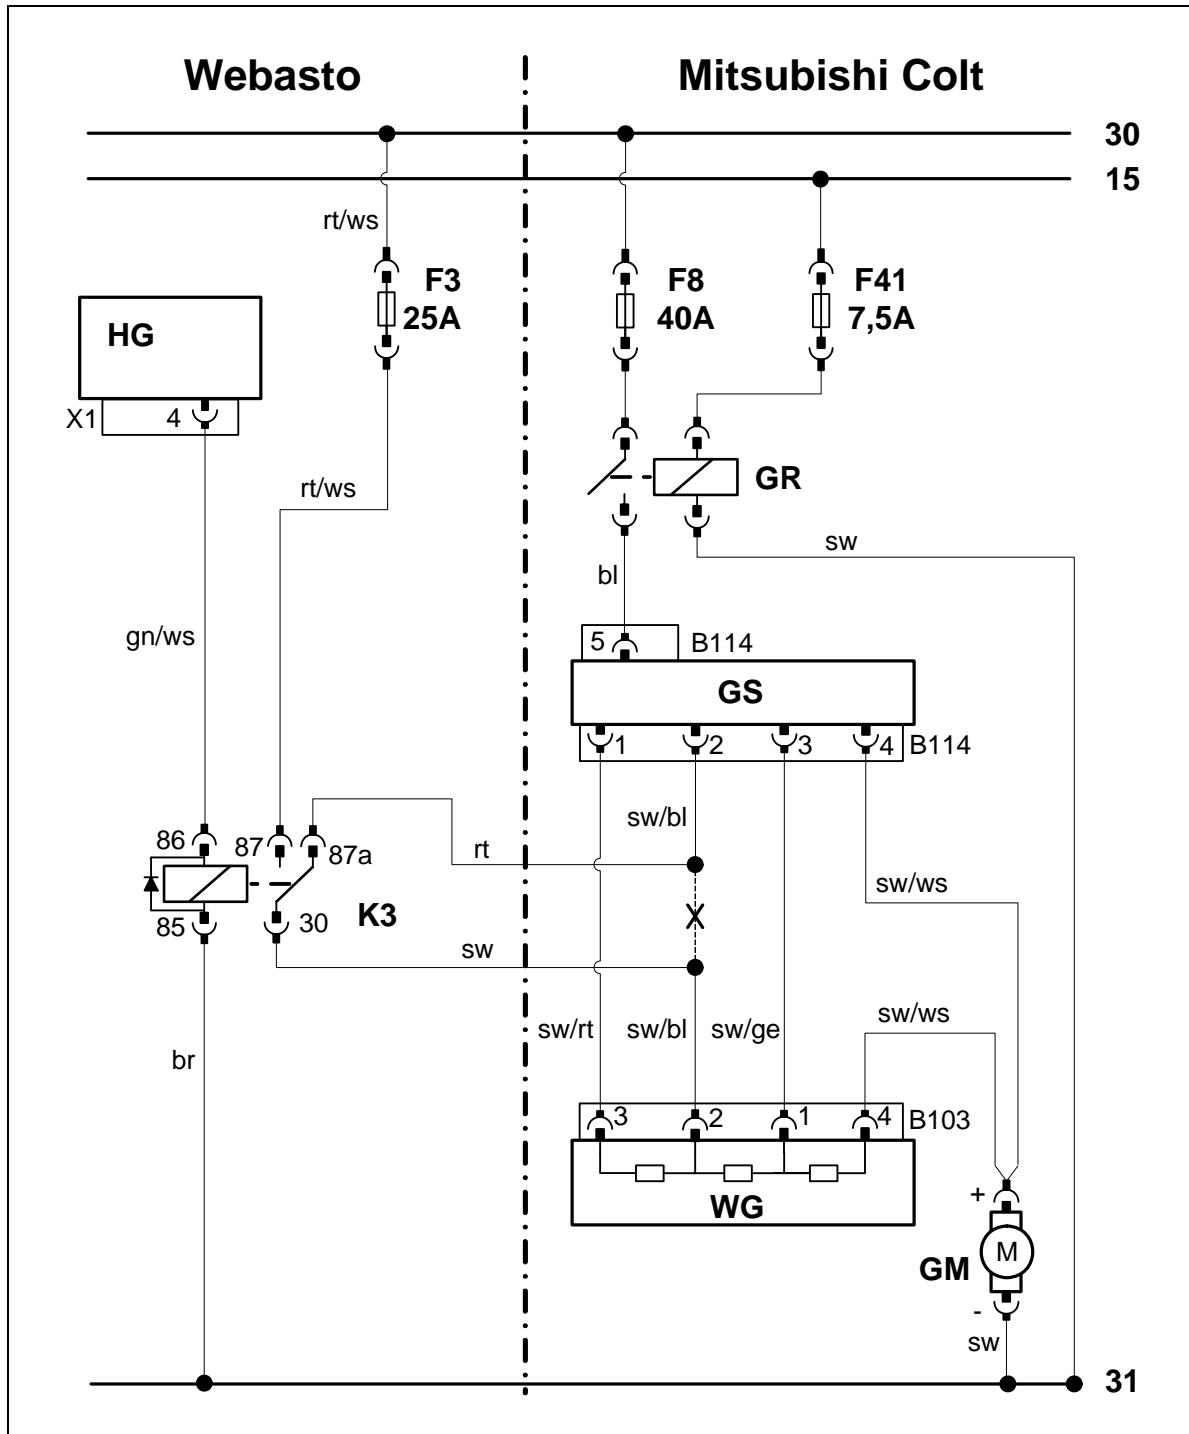 Webasto
Mitsubishi Colt
30
15
rt/ws
F3
25A
F8
40A
F41
7,5A
HG
X1
4
rt/ws
GR
sw
bl
gn/ws
5
B114
GS
1
2
3
4
B114
sw/bl
86
87
87a
rt
sw/ws
85
30
K3
sw
X
sw/rt
sw/bl
sw/ge
sw/ws
br
3
2
1
4
B103
WG
+
M
GM
-
sw
31